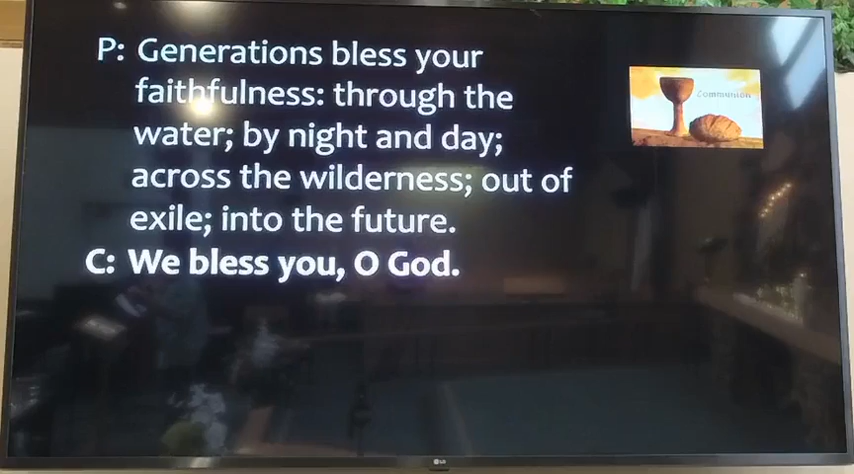 P: Generations bless your
faithfulness: through the
water; by night and day;
across the wilderness; out of
exile; into the future.
C: We bless you, O God.
Communion
LG